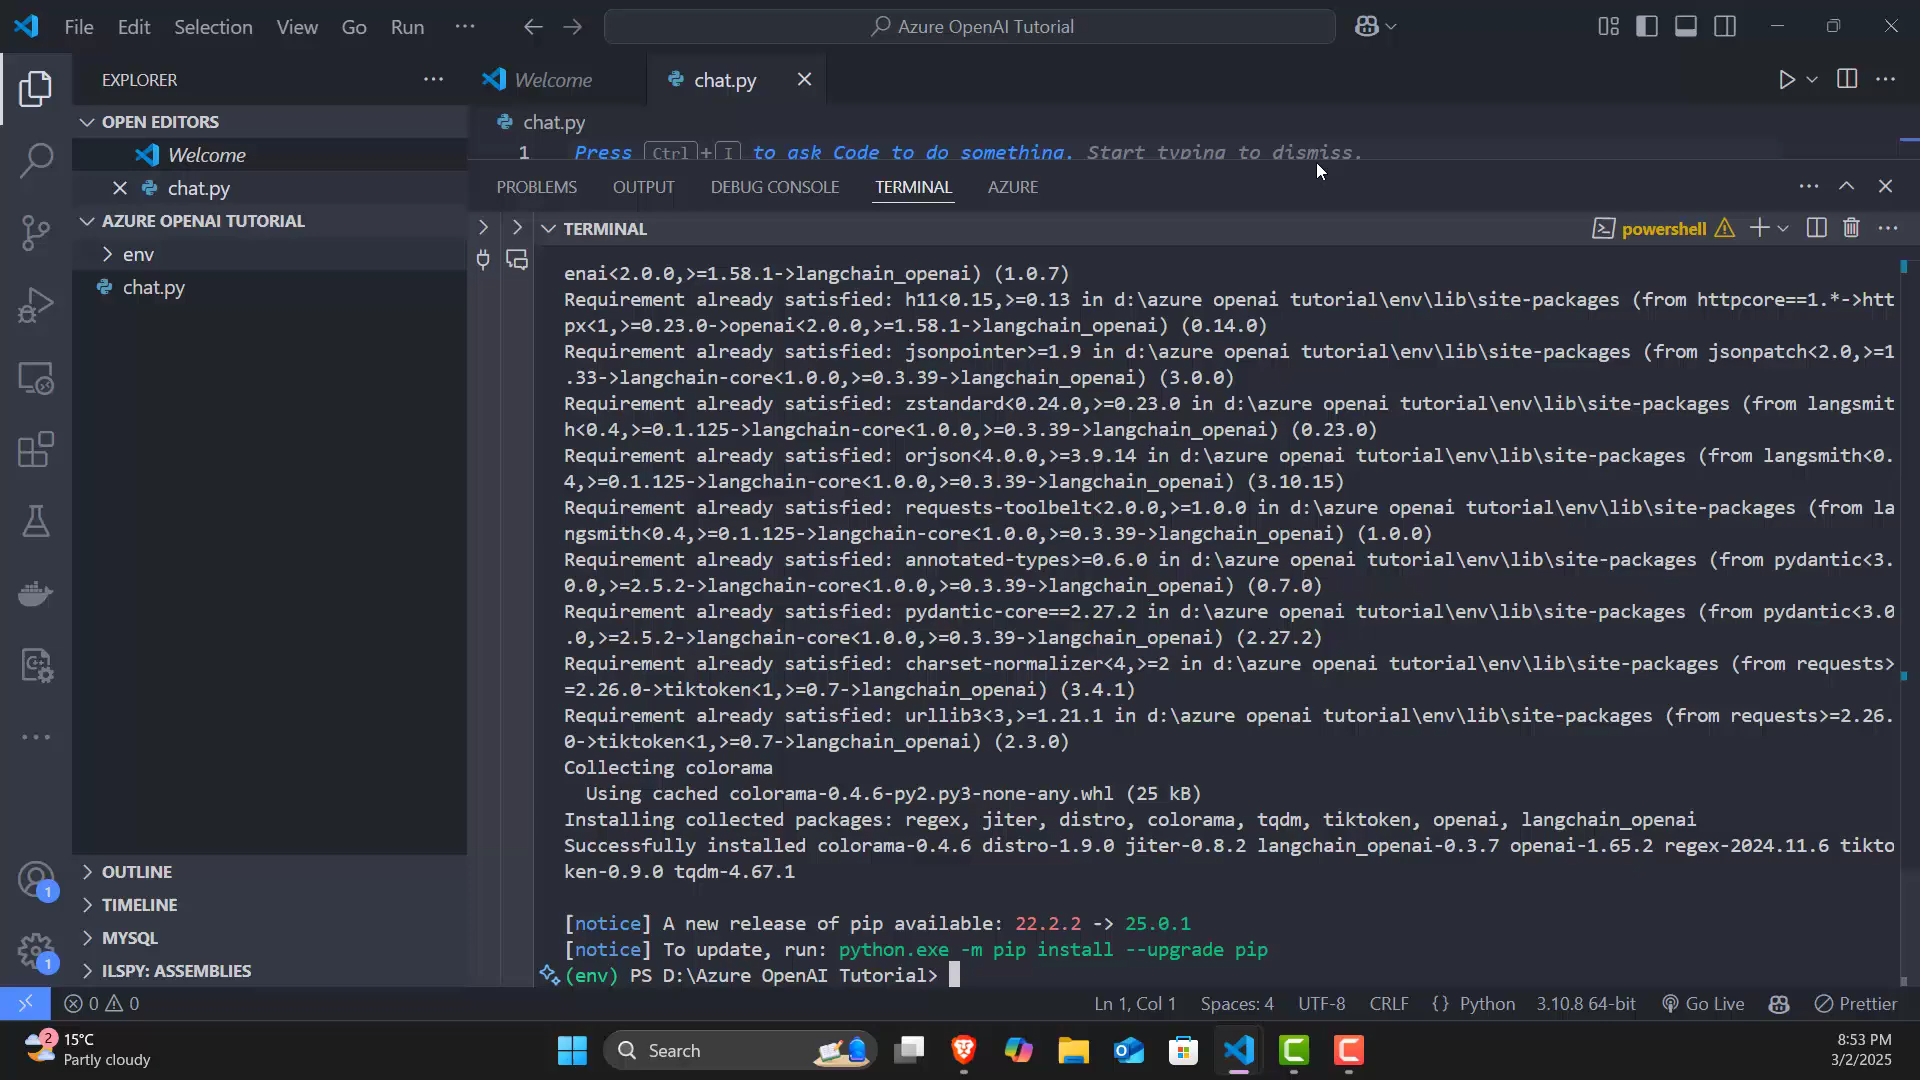 File Edit Selection View Go Run ··· Azure OpenAI Tutorial
EXPLORER
Welcome chat.py
OPEN EDITORS
Welcome
chat.py
AZURE OPENAI TUTORIAL
env
chat.py
OUTLINE
TIMELINE
MYSQL
ILSPY: ASSEMBLIES
chat.py
1 Press Ctrl+I to ask Code to do something. Start typing to dismiss.
PROBLEMS OUTPUT DEBUG CONSOLE TERMINAL AZURE
TERMINAL powershell
enai<2.0.0,>=1.58.1->langchain_openai) (1.0.7)
Requirement already satisfied: h11<0.15,>=0.13 in d:\azure openai tutorial\env\lib\site-packages (from httpcore==1.*->htt
px<1,>=0.23.0->openai<2.0.0,>=1.58.1->langchain_openai) (0.14.0)
Requirement already satisfied: jsonpointer>=1.9 in d:\azure openai tutorial\env\lib\site-packages (from jsonpatch<2.0,>=1
.33->langchain-core<1.0.0,>=0.3.39->langchain_openai) (3.0.0)
Requirement already satisfied: zstandard<0.24.0,>=0.23.0 in d:\azure openai tutorial\env\lib\site-packages (from langsmit
h<0.4,>=0.1.125->langchain-core<1.0.0,>=0.3.39->langchain_openai) (0.23.0)
Requirement already satisfied: orjson<4.0.0,>=3.9.14 in d:\azure openai tutorial\env\lib\site-packages (from langsmith<0.
4,>=0.1.125->langchain-core<1.0.0,>=0.3.39->langchain_openai) (3.10.15)
Requirement already satisfied: requests-toolbelt<2.0.0,>=1.0.0 in d:\azure openai tutorial\env\lib\site-packages (from la
ngsmith<0.4,>=0.1.125->langchain-core<1.0.0,>=0.3.39->langchain_openai) (1.0.0)
Requirement already satisfied: annotated-types>=0.6.0 in d:\azure openai tutorial\env\lib\site-packages (from pydantic<3.
0.0,>=2.5.2->langchain-core<1.0.0,>=0.3.39->langchain_openai) (0.7.0)
Requirement already satisfied: pydantic-core==2.27.2 in d:\azure openai tutorial\env\lib\site-packages (from pydantic<3.0
.0,>=2.5.2->langchain-core<1.0.0,>=0.3.39->langchain_openai) (2.27.2)
Requirement already satisfied: charset-normalizer<4,>=2 in d:\azure openai tutorial\env\lib\site-packages (from requests>
=2.26.0->tiktoken<1,>=0.7->langchain_openai) (3.4.1)
Requirement already satisfied: urllib3<3,>=1.21.1 in d:\azure openai tutorial\env\lib\site-packages (from requests>=2.26.
0->tiktoken<1,>=0.7->langchain_openai) (2.3.0)
Collecting colorama
Using cached colorama-0.4.6-py2.py3-none-any.whl (25 kB)
Installing collected packages: regex, jiter, distro, colorama, tqdm, tiktoken, openai, langchain_openai
Successfully installed colorama-0.4.6 distro-1.9.0 jiter-0.8.2 langchain_openai-0.3.7 openai-1.65.2 regex-2024.11.6 tikto
ken-0.9.0 tqdm-4.67.1
[notice] A new release of pip available: 22.2.2 -> 25.0.1
[notice] To update, run: python.exe -m pip install --upgrade pip
(env) PS D:\Azure OpenAI Tutorial>
1
1
0 0 Ln 1, Col 1 Spaces: 4 UTF-8 CRLF {} Python 3.10.8 64-bit Go Live Prettier
2 15°C
Partly cloudy
Search
8:53 PM
3/2/2025